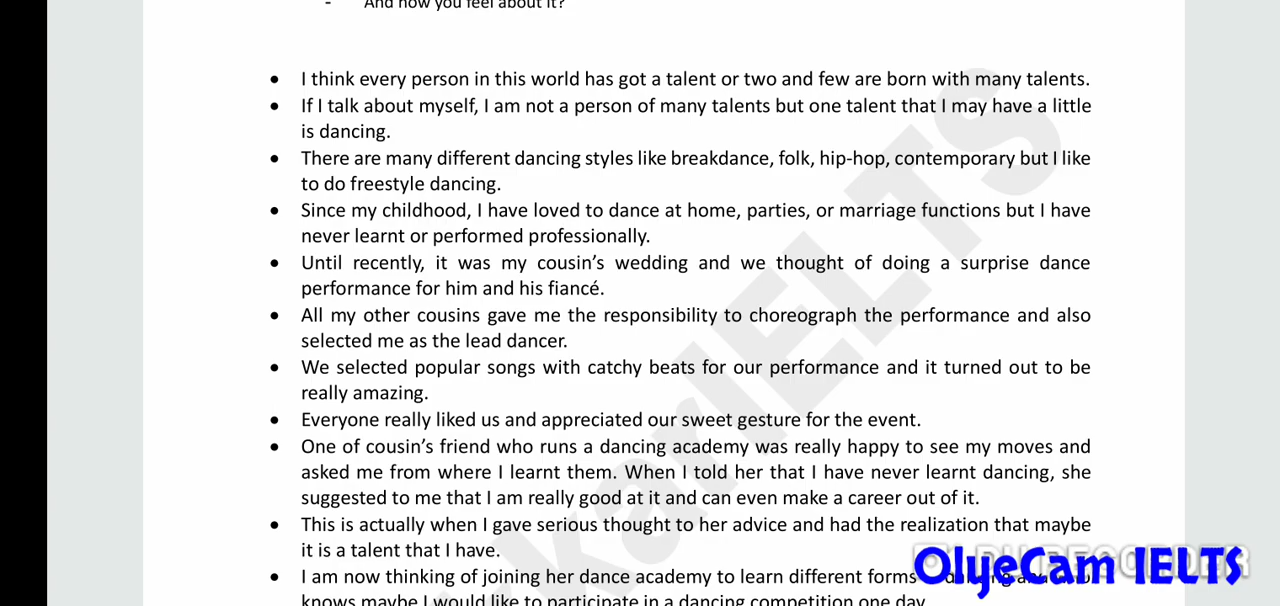 - And how you feel about it?
• I think every person in this world has got a talent or two and few are born with many talents.
• If I talk about myself, I am not a person of many talents but one talent that I may have a little
is dancing.
• There are many different dancing styles like breakdance, folk, hip-hop, contemporary but I like
to do freestyle dancing.
• Since my childhood, I have loved to dance at home, parties, or marriage functions but I have
never learnt or performed professionally.
• Until recently, it was my cousin’s wedding and we thought of doing a surprise dance
performance for him and his fiancé.
• All my other cousins gave me the responsibility to choreograph the performance and also
selected me as the lead dancer.
• We selected popular songs with catchy beats for our performance and it turned out to be
really amazing.
• Everyone really liked us and appreciated our sweet gesture for the event.
• One of cousin’s friend who runs a dancing academy was really happy to see my moves and
asked me from where I learnt them. When I told her that I have never learnt dancing, she
suggested to me that I am really good at it and can even make a career out of it.
• This is actually when I gave serious thought to her advice and had the realization that maybe
it is a talent that I have.
• I am now thinking of joining her dance academy to learn different forms
knows maybe I would like to participate in a dancing competition one day
karIELTS
OlyeCam IELTS